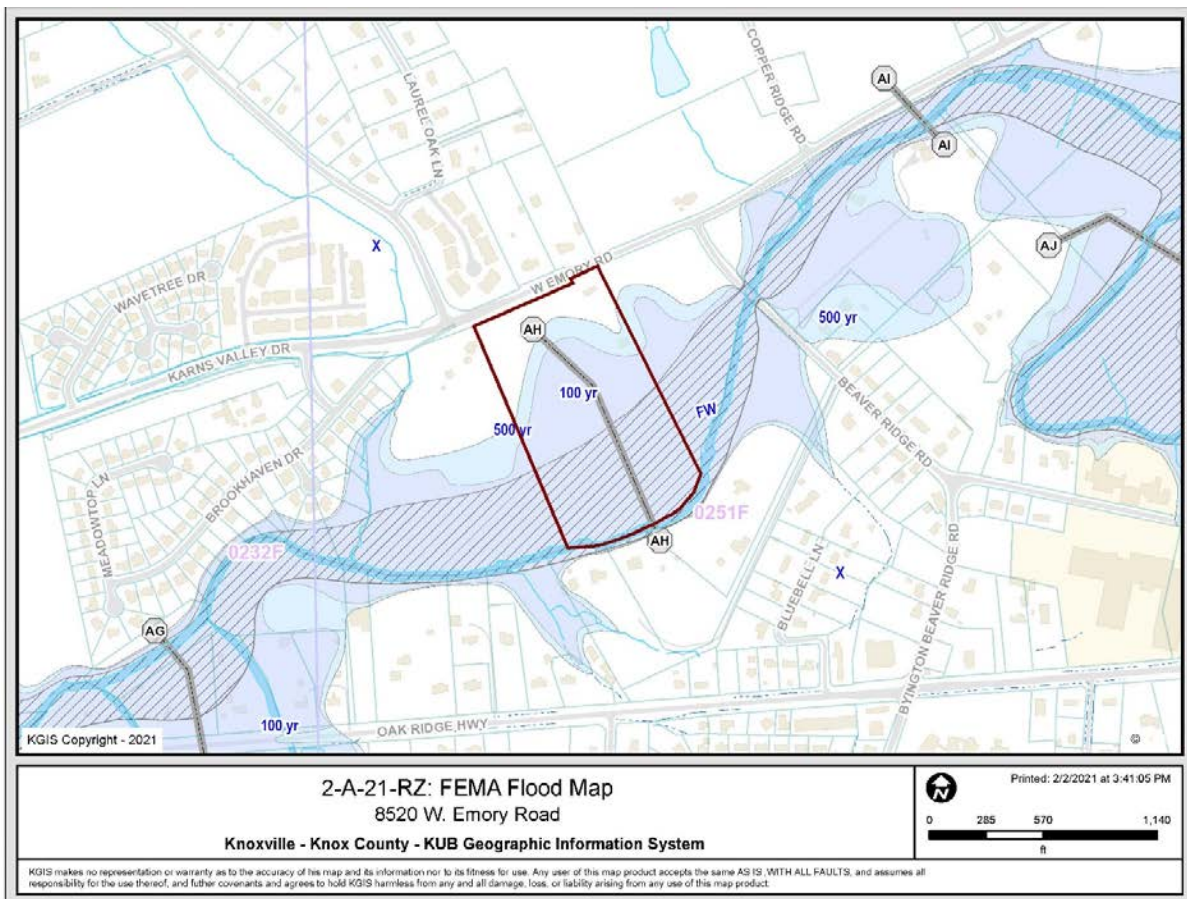 COPPER RIDGE RD
LAUREL OAK LN
AI
AI
AJ
X
W EMORY RD
WAVETREE DR
500 yr
AH
KARNS VALLEY DR
100 yr
BEAVER RIDGE RD
FW
500 yr
BROOKHAVEN DR
MEADOWTOP LN
0251F
AH
0232F
X
BLUEBELL LN
BYINGTON BEAVER RIDGE RD
AG
100 yr
OAK RIDGE HWY
KGIS Copyright - 2021
©
2-A-21-RZ: FEMA Flood Map
8520 W. Emory Road
Knoxville - Knox County - KUB Geographic Information System
N
Printed: 2/2/2021 at 3:41:05 PM
0 285 570 1,140
ft
KGIS makes no representation or warranty as to the accuracy of his map and its information nor to its fitness for use. Any user of this map product accepts the same AS IS ,WITH ALL FAULTS, and assumes all
responsibility for the use thereof, and futher covenants and agrees to hold KGIS harmless from any and all damage, loss, or liability arising from any use of this map product.